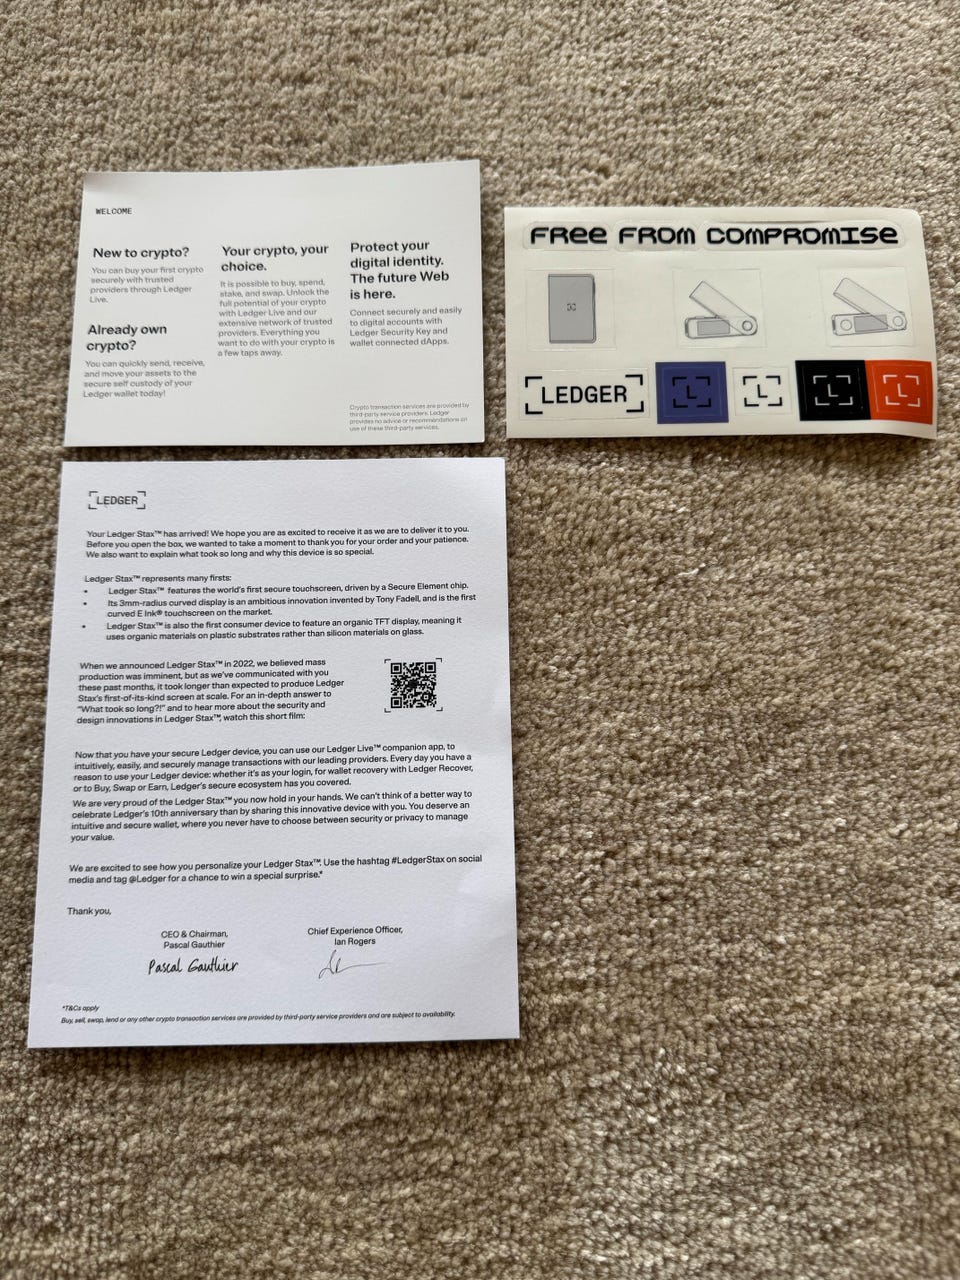 WELCOME
New to crypto?
You can buy your first crypto
securely with trusted
providers through Ledger
Live.
Already own
crypto?
You can quickly send, receive,
and move your assets to the
secure self custody of your
Ledger wallet today!
Your crypto, your
choice.
It is possible to buy, spend,
stake, and swap. Unlock the
full potential of your crypto
with Ledger Live and our
extensive network of trusted
providers. Everything you
want to do with your crypto is
a few taps away.
Protect your
digital identity.
The future Web
is here.
Connect securely and easily
to digital accounts with
Ledger Security Key and
wallet connected dApps.
Crypto transaction services are provided by
third-party service providers. Ledger
provides no advice or recommendations on
use of these third-party services.
FREE FROM COMPROMISE
LEDGER
L
L
L
L
LEDGER
Your Ledger Stax™ has arrived! We hope you are as excited to receive it as we are to deliver it to you.
Before you open the box, we wanted to take a moment to thank you for your order and your patience.
We also want to explain what took so long and why this device is so special.
Ledger Stax™ represents many firsts:
• Ledger Stax™ features the world's first secure touchscreen, driven by a Secure Element chip.
• Its 3mm-radius curved display is an ambitious innovation invented by Tony Fadell, and is the first
curved E Ink® touchscreen on the market.
• Ledger Stax™ is also the first consumer device to feature an organic TFT display, meaning it
uses organic materials on plastic substrates rather than silicon materials on glass.
When we announced Ledger Stax™ in 2022, we believed mass
production was imminent, but as we've communicated with you
these past months, it took longer than expected to produce Ledger
Stax's first-of-its-kind screen at scale. For an in-depth answer to
"What took so long?!" and to hear more about the security and
design innovations in Ledger Stax™, watch this short film:
Now that you have your secure Ledger device, you can use our Ledger Live™ companion app, to
intuitively, easily, and securely manage transactions with our leading providers. Every day you have a
reason to use your Ledger device: whether it's as your login, for wallet recovery with Ledger Recover,
or to Buy, Swap or Earn, Ledger's secure ecosystem has you covered.
We are very proud of the Ledger Stax™ you now hold in your hands. We can't think of a better way to
celebrate Ledger's 10th anniversary than by sharing this innovative device with you. You deserve an
intuitive and secure wallet, where you never have to choose between security or privacy to manage
your value.
We are excited to see how you personalize your Ledger Stax™. Use the hashtag #LedgerStax on social
media and tag @Ledger for a chance to win a special surprise.*
Thank you,
CEO & Chairman,
Pascal Gauthier
Pascal Gauthier
Chief Experience Officer,
Ian Rogers
*T&Cs apply
Buy, sell, swap, lend or any other crypto transaction services are provided by third-party service providers and are subject to availability.